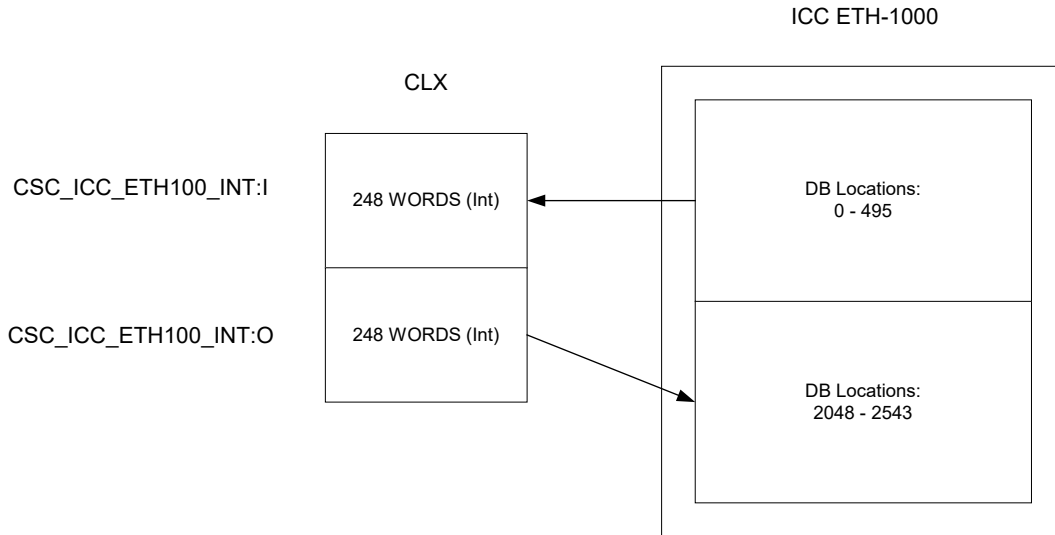 ICC ETH-1000
CLX
CSC_ICC_ETH100_INT:I
248 WORDS (Int)
DB Locations:
0 - 495
CSC_ICC_ETH100_INT:O
248 WORDS (Int)
DB Locations:
2048 - 2543